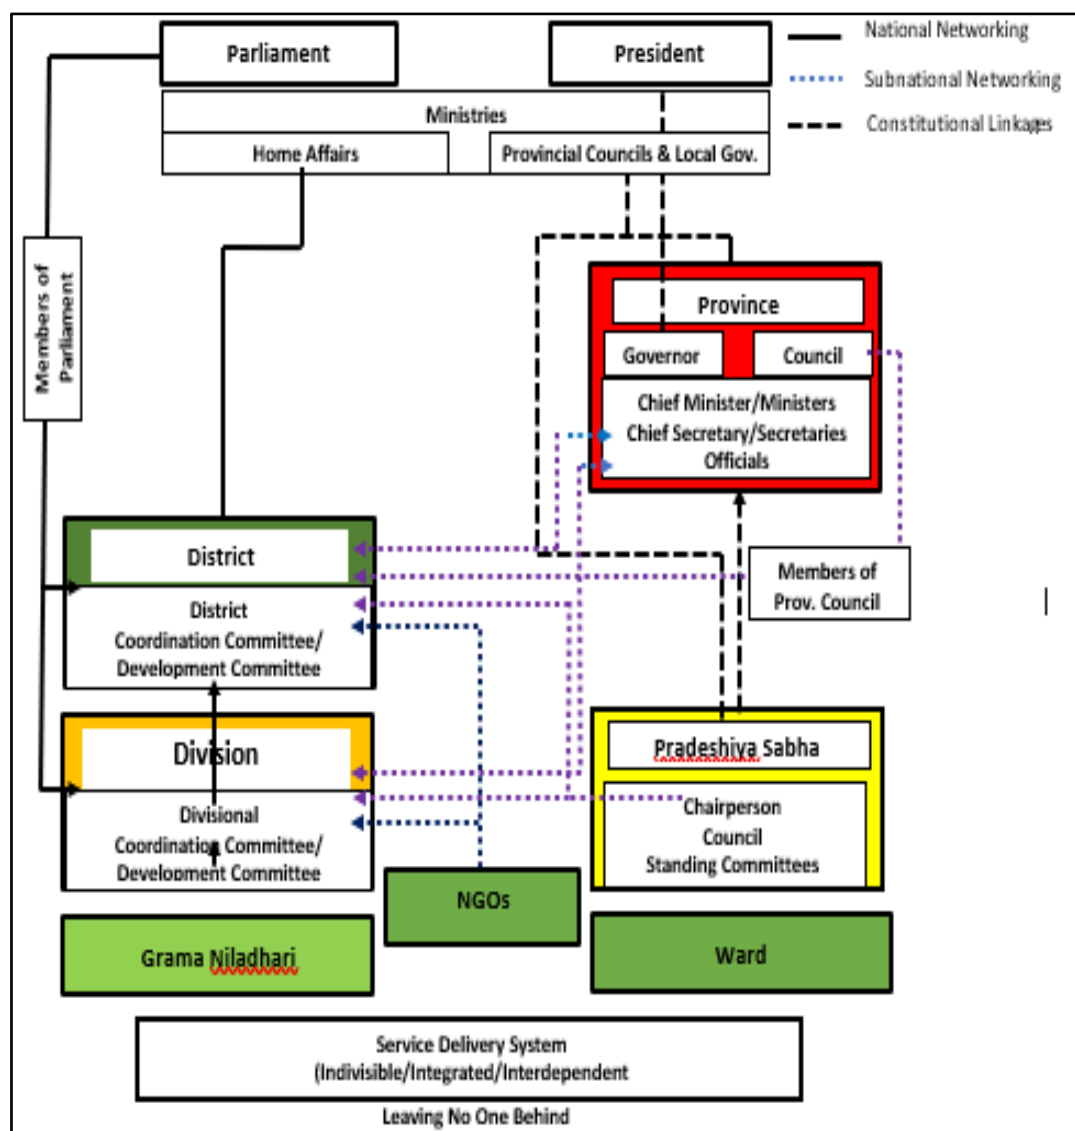 Parliament
President
National Networking
Subnational Networking
Constitutional Linkages
Ministries
Home Affairs
Provincial Councils & Local Gov.
Members of
Parliament
Province
Governor
Council
Chief Minister/Ministers
Chief Secretary/Secretaries
Officials
District
District
Coordination Committee/
Development Committee
Members of
Prov. Council
Division
Divisional
Coordination Committee/
Development Committee
Pradeshiya Sabha
Chairperson
Council
Standing Committees
NGOs
Grama Niladhari
Ward
Service Delivery System
(Indivisible/Integrated/Interdependent
Leaving No One Behind